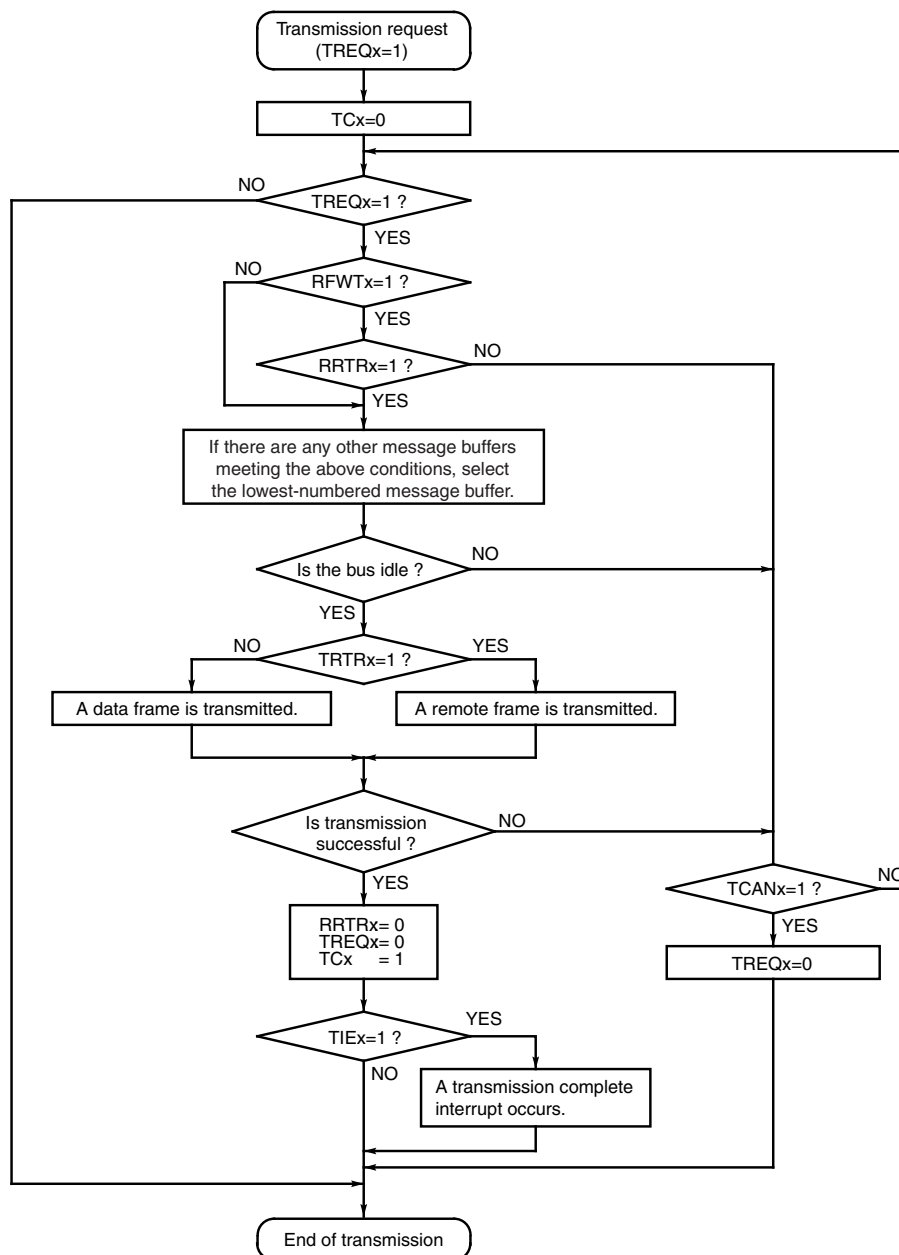 Transmission request
(TREQx=1)
TCx=0
NO
TREQx=1 ?
YES
NO
RFWTx=1 ?
YES
RRTRx=1 ?
NO
YES
If there are any other message buffers
meeting the above conditions, select
the lowest-numbered message buffer.
Is the bus idle ?
NO
YES
NO
TRTRx=1 ?
YES
A data frame is transmitted.
A remote frame is transmitted.
Is transmission
successful ?
NO
YES
TCANx=1 ?
NO
YES
RRTRx= 0
TREQx= 0
TCx = 1
TREQx=0
TIEx=1 ?
YES
NO
A transmission complete
interrupt occurs.
End of transmission